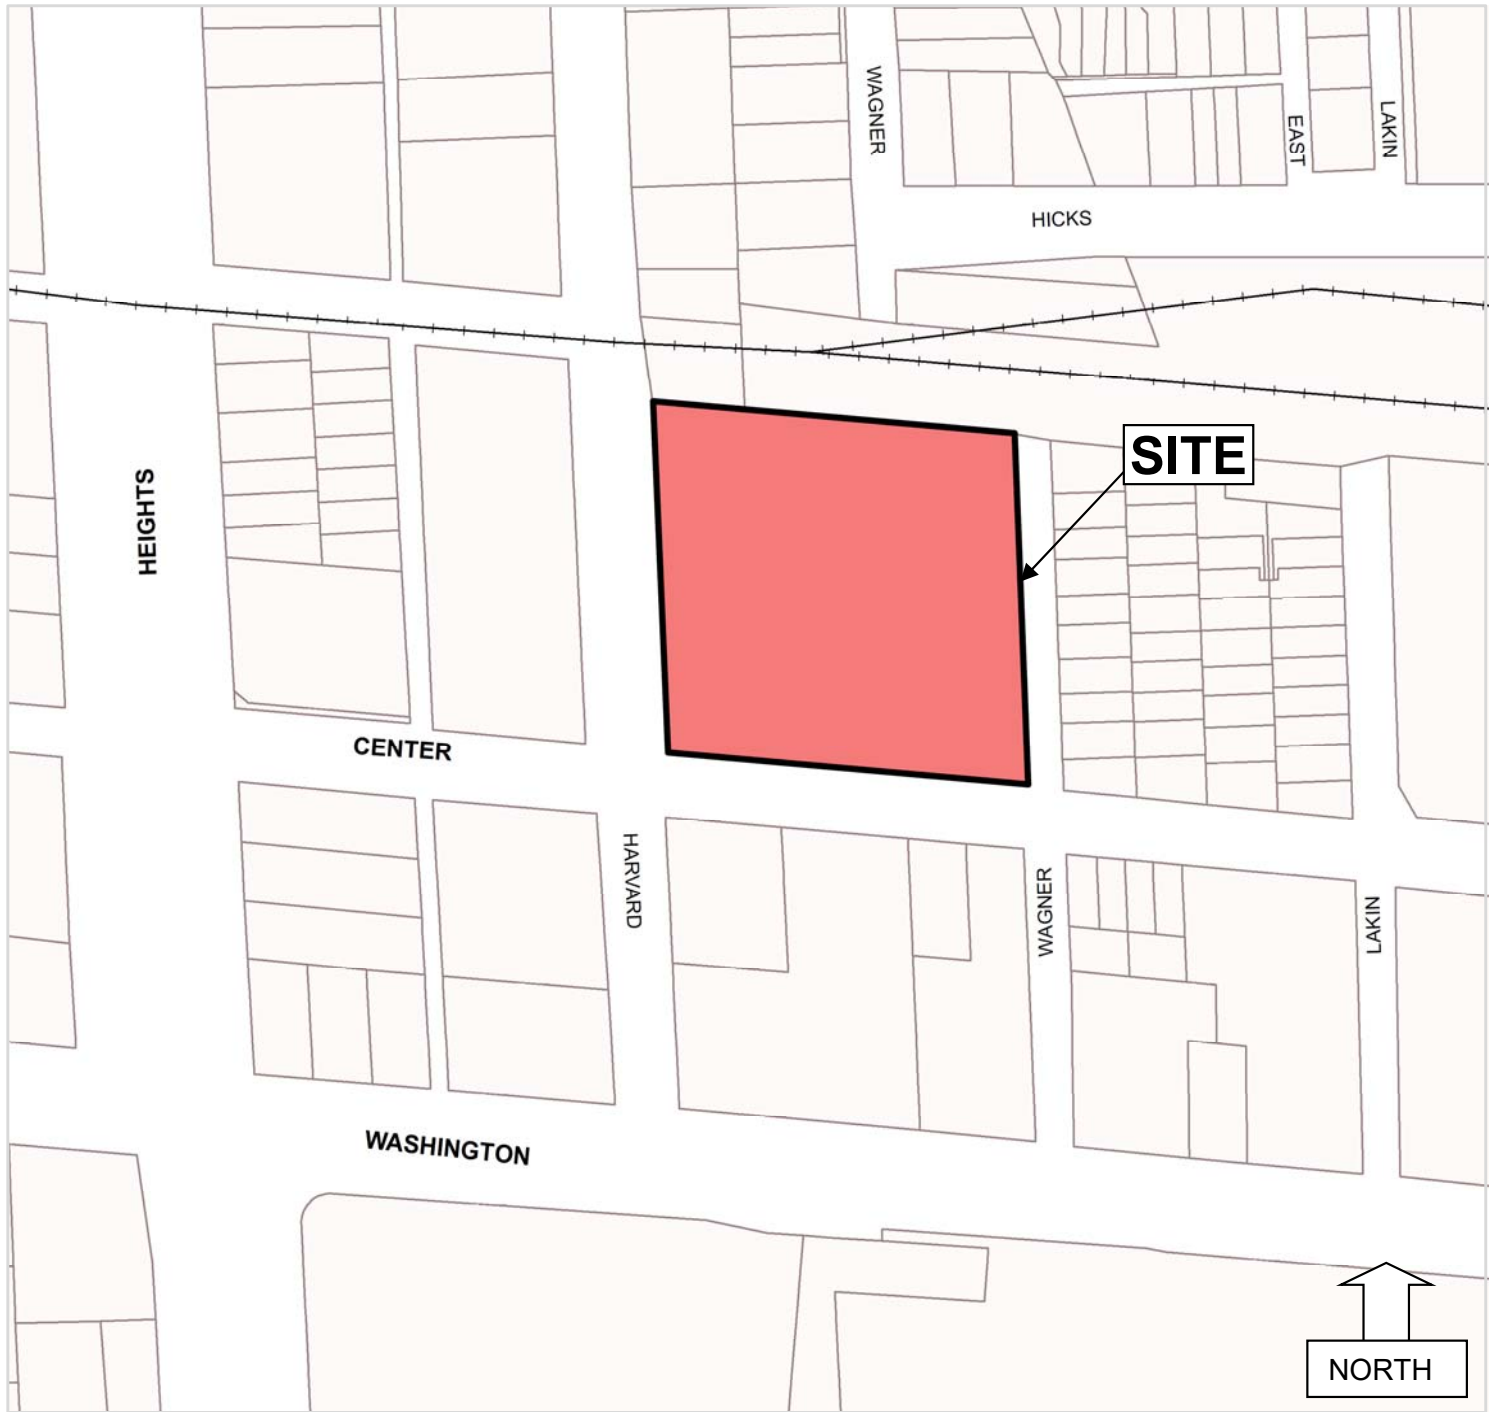 WAGNER
EAST
LAKIN
HICKS
SITE
HEIGHTS
CENTER
HARVARD
WAGNER
LAKIN
WASHINGTON
NORTH